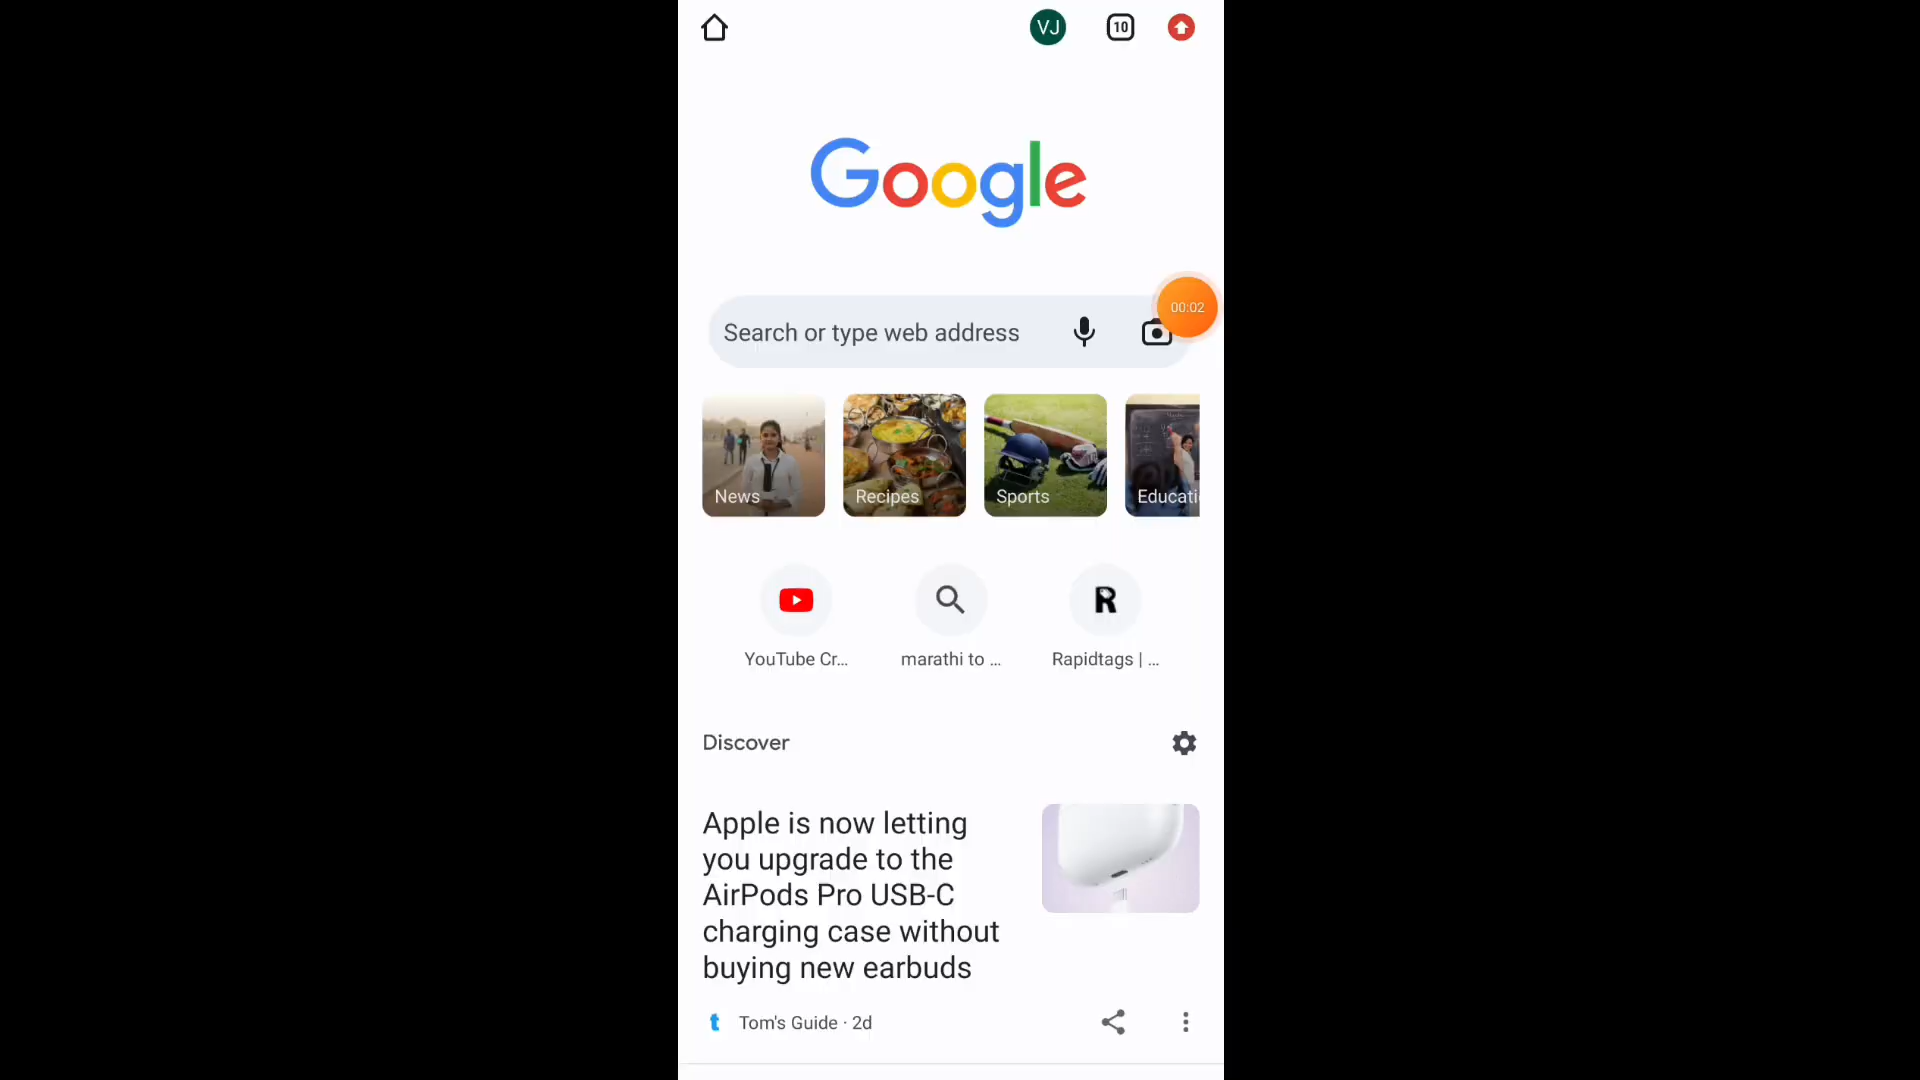 VJ
10
Google
00:02
Search or type web address
News
Recipes
Sports
Educati
YouTube Cr...
marathi to ...
Rapidtags | ...
Discover
Apple is now letting
you upgrade to the
AirPods Pro USB-C
charging case without
buying new earbuds
t Tom's Guide · 2d